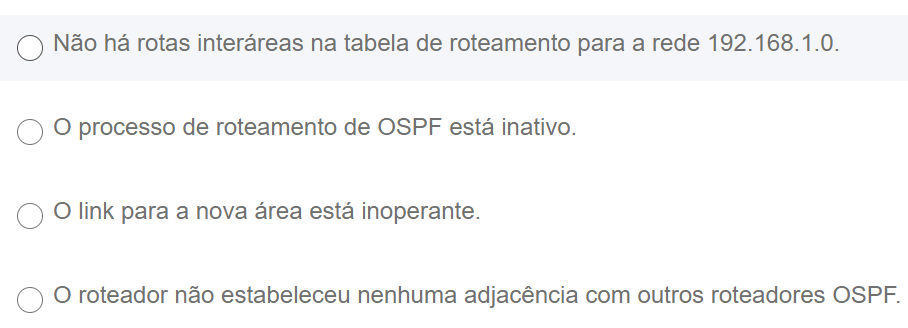 Não há rotas interáreas na tabela de roteamento para a rede 192.168.1.0.
O processo de roteamento de OSPF está inativo.
O link para a nova área está inoperante.
O roteador não estabeleceu nenhuma adjacência com outros roteadores OSPF.